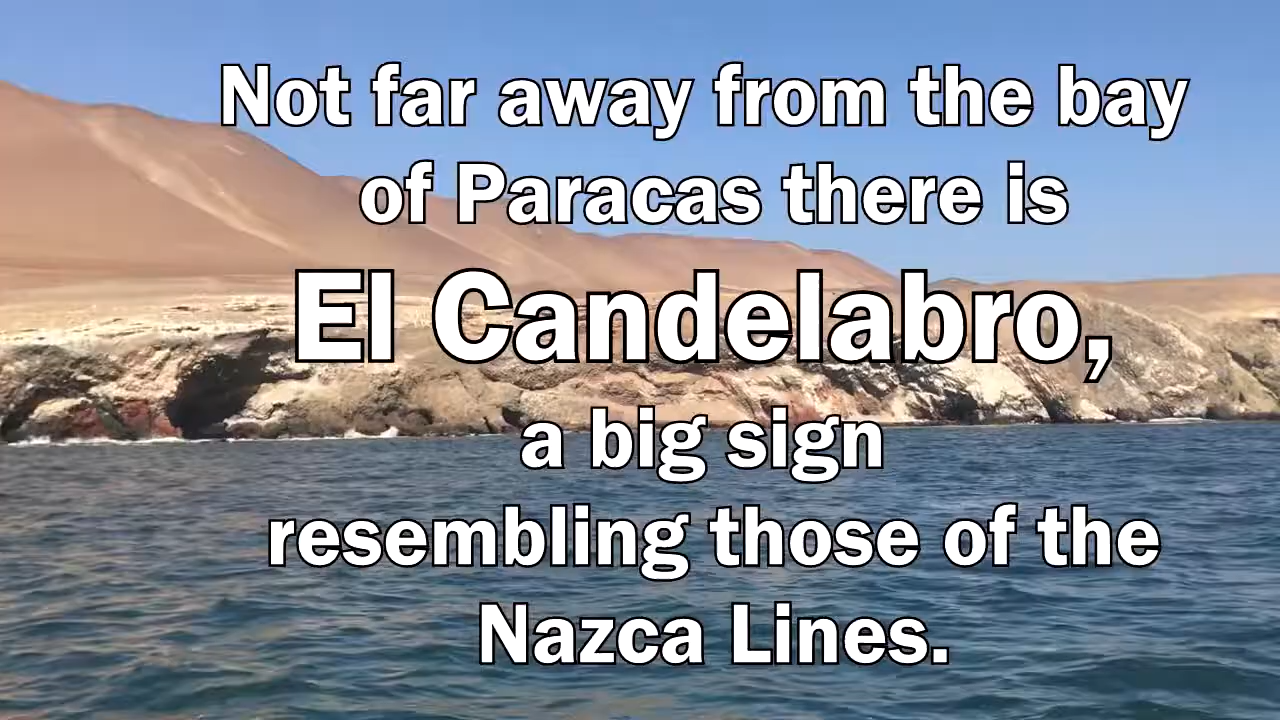 Not far away from the bay
of Paracas there is
El Candelabro,
a big sign
resembling those of the
Nazca Lines.